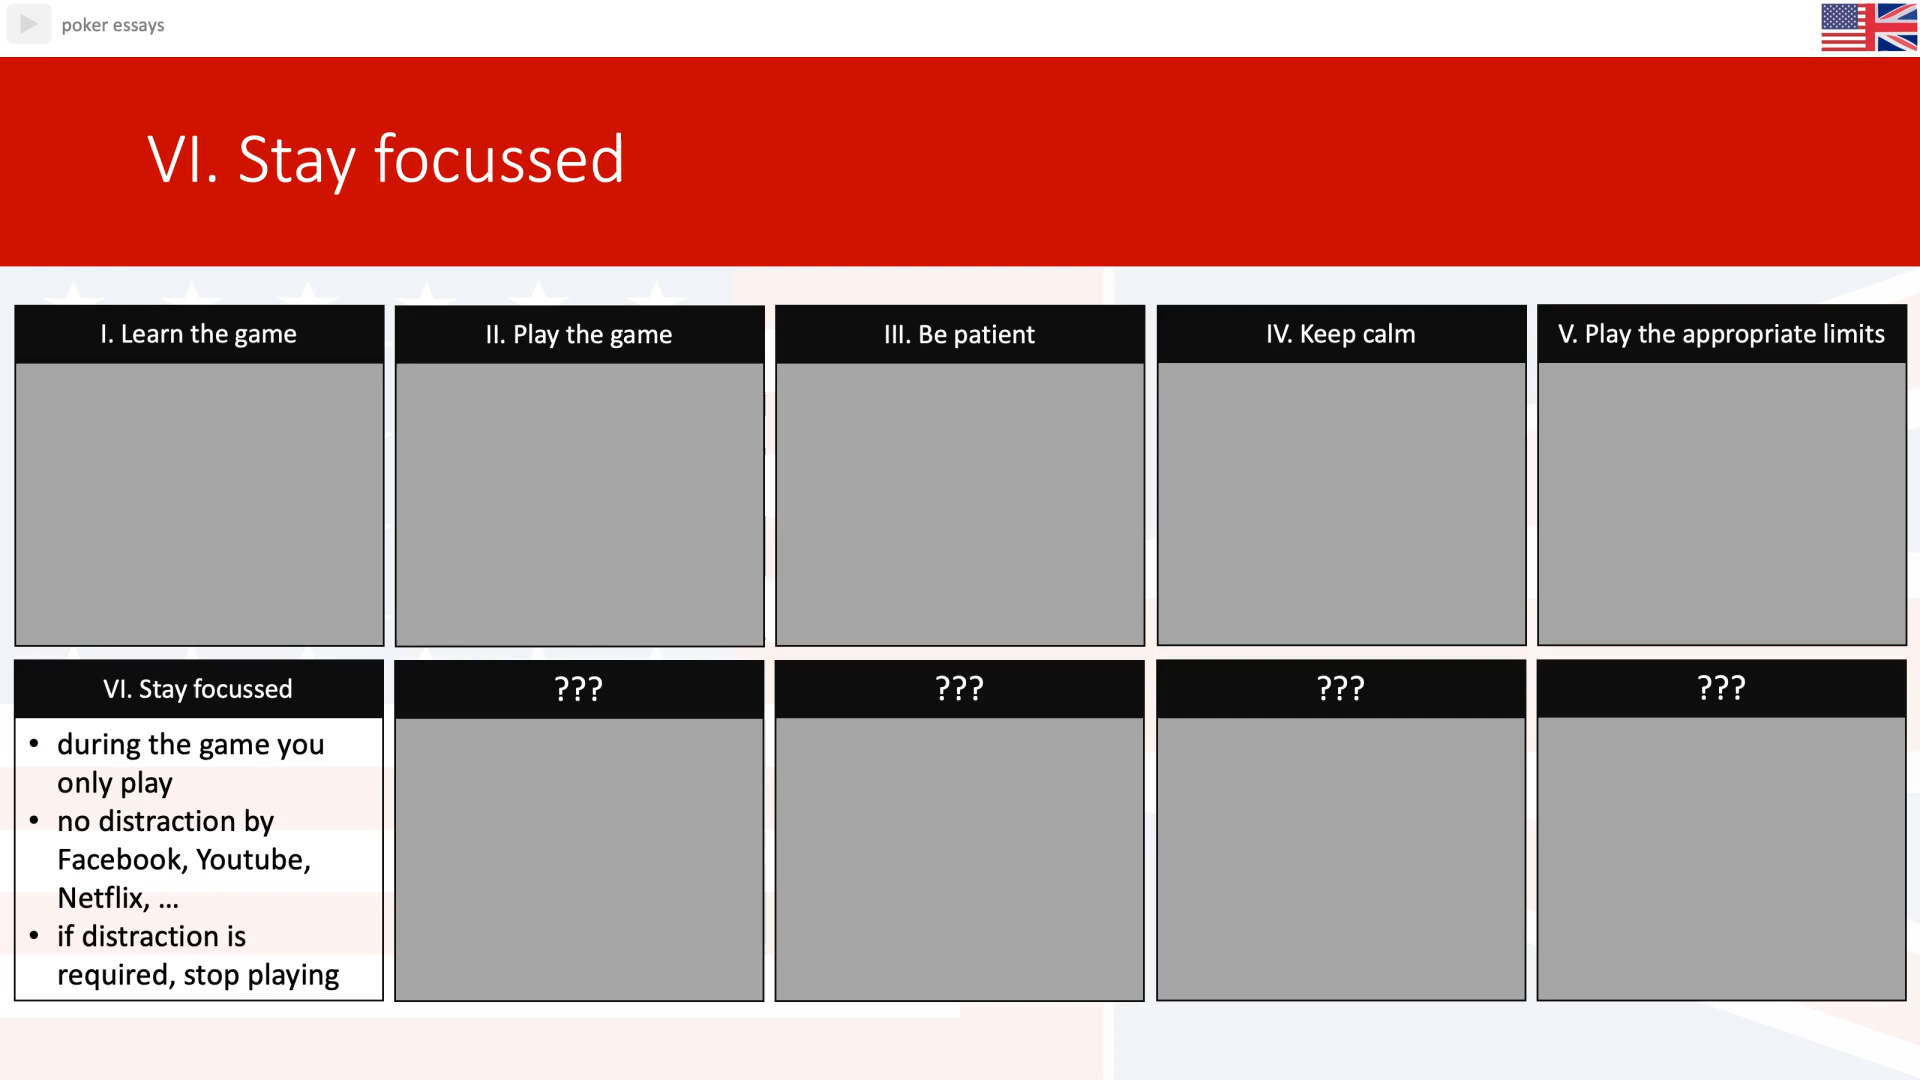 poker essays
VI. Stay focussed
I. Learn the game
II. Play the game
III. Be patient
IV. Keep calm
V. Play the appropriate limits
VI. Stay focussed
• during the game you
only play
• no distraction by
Facebook, Youtube,
Netflix, ...
• if distraction is
required, stop playing
???
???
???
???